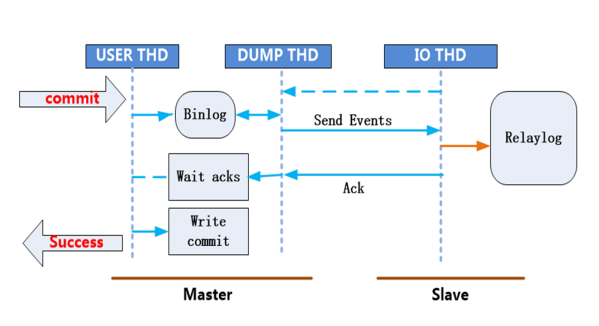 USER THD
DUMP THD
IO THD
commit
Binlog
Send Events
Relaylog
Wait acks
Ack
Write
commit
Success
Master
Slave